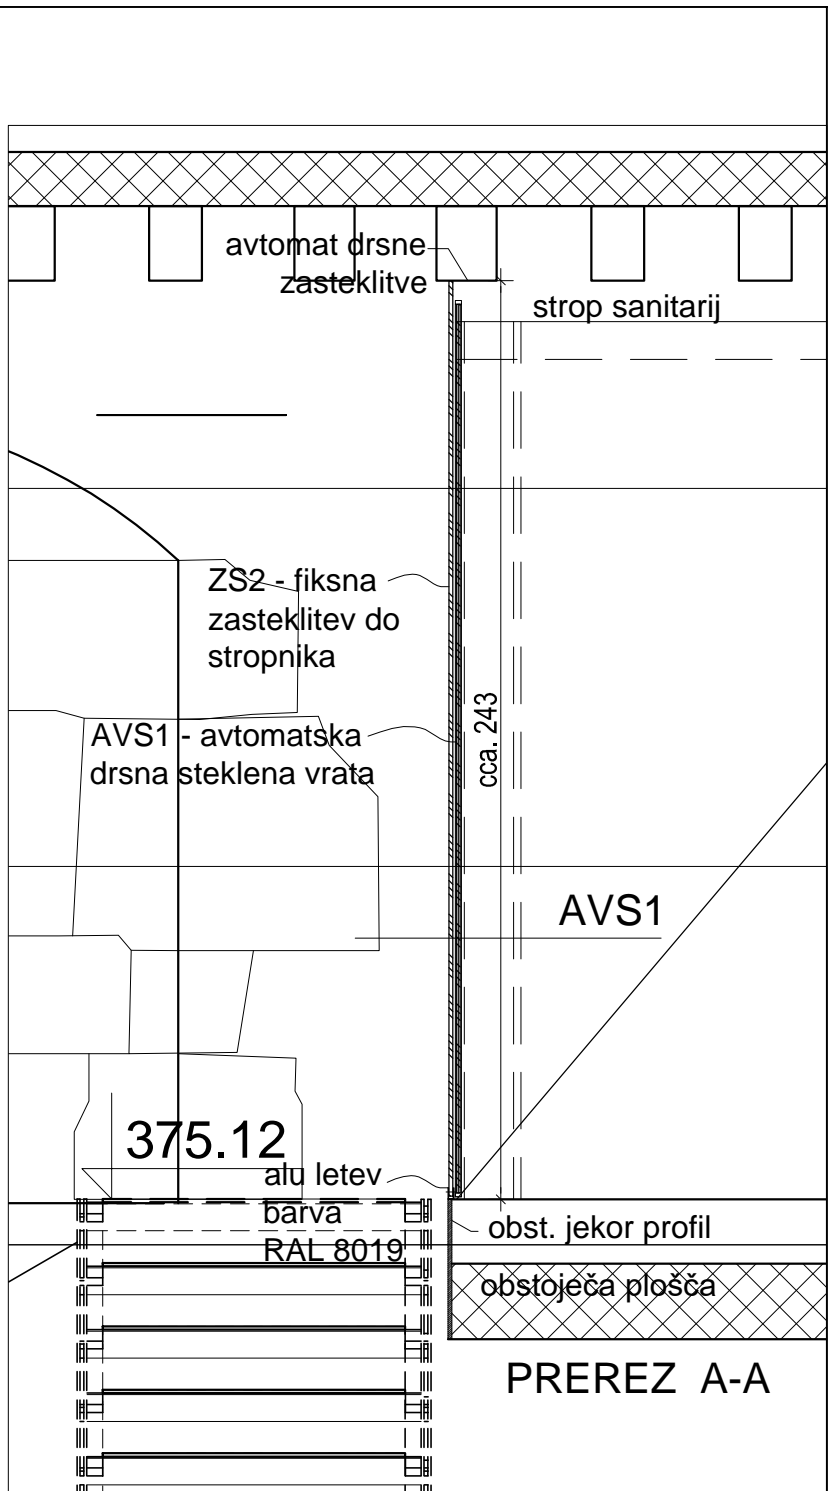 avtomat drsne
zasteklitve
strop sanitarij
ZS2 - fiksna
zasteklitev do
stropnika
AVS1 - avtomatska
drsna steklena vrata
cca. 243
AVS1
375.12
alu letev
barva
RAL 8019
obst. jekor profil
obstoječa plošča
PREREZ A-A